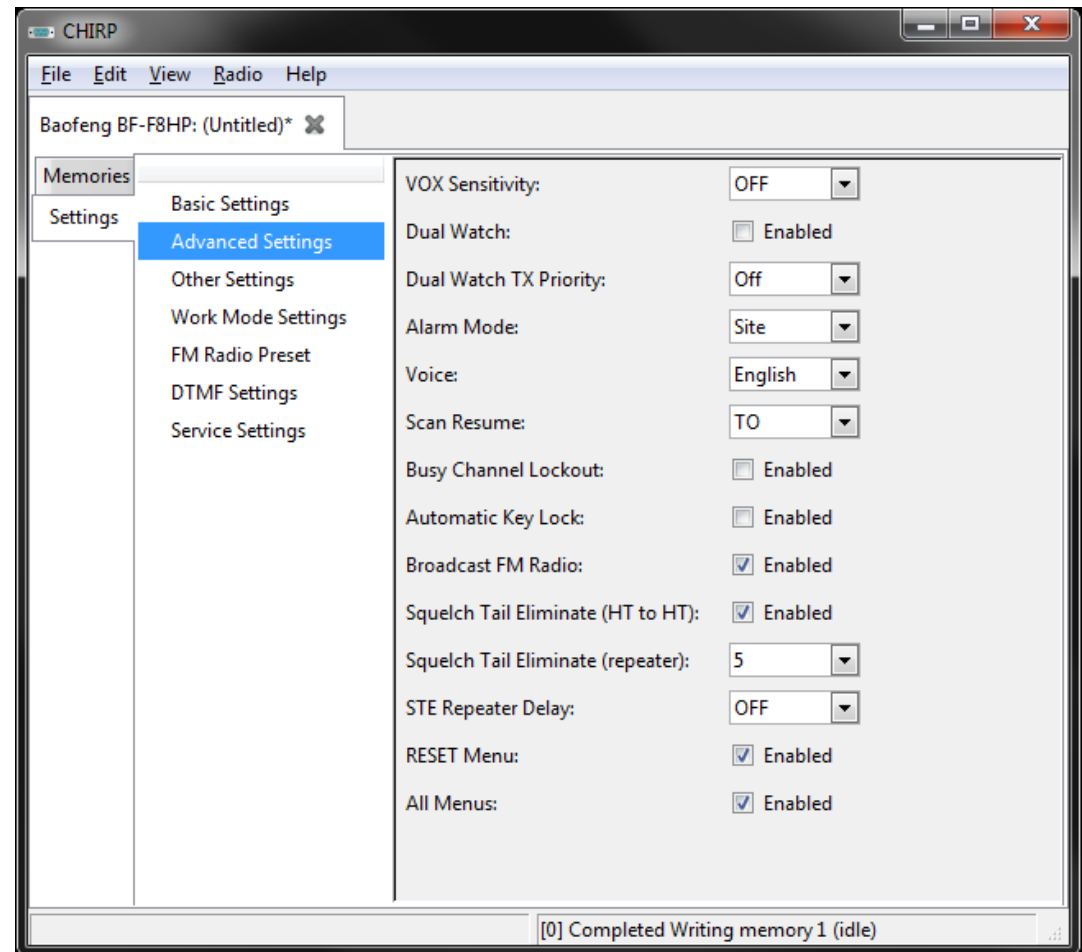 CHIRP
File Edit View Radio Help
Baofeng BF-F8HP: (Untitled)*
Memories
Settings
Basic Settings
Advanced Settings
Other Settings
Work Mode Settings
FM Radio Preset
DTMF Settings
Service Settings
VOX Sensitivity: OFF
Dual Watch: Enabled
Dual Watch TX Priority: Off
Alarm Mode: Site
Voice: English
Scan Resume: TO
Busy Channel Lockout: Enabled
Automatic Key Lock: Enabled
Broadcast FM Radio: Enabled
Squelch Tail Eliminate (HT to HT): Enabled
Squelch Tail Eliminate (repeater): 5
STE Repeater Delay: OFF
RESET Menu: Enabled
All Menus: Enabled
[0] Completed Writing memory 1 (idle)